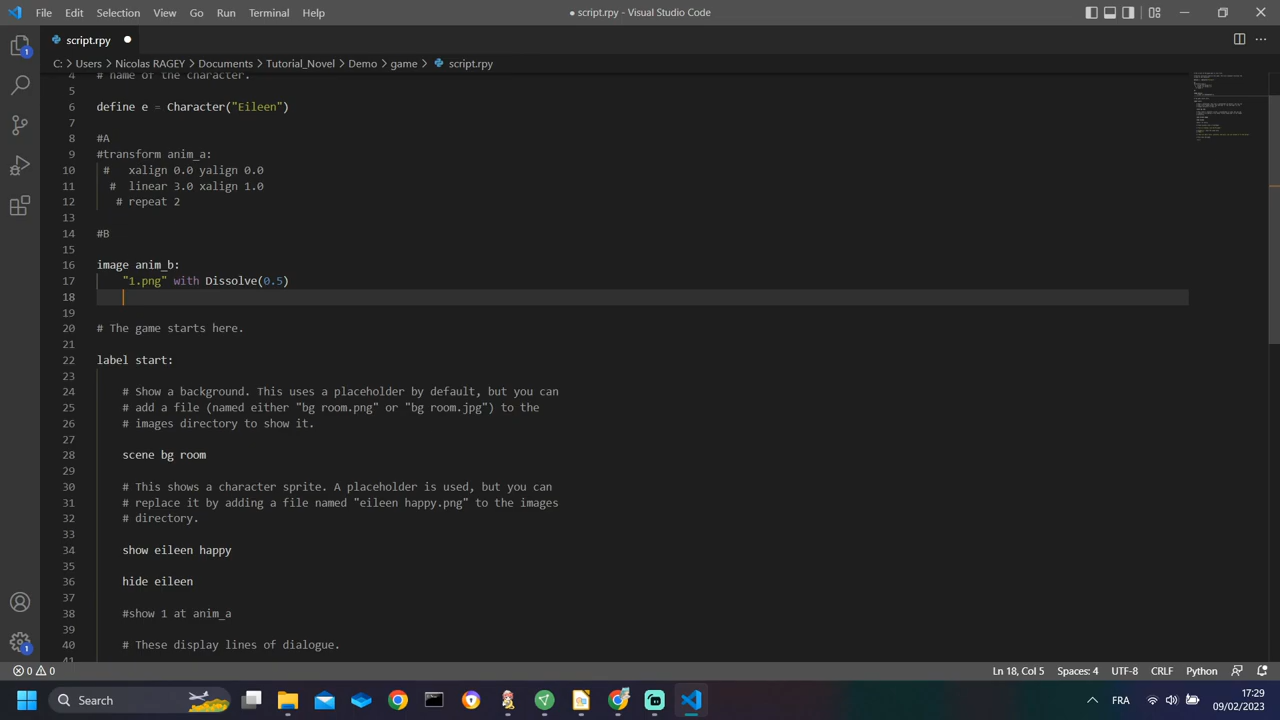 File Edit Selection View Go Run Terminal Help
● script.rpy - Visual Studio Code
script.rpy
C: > Users > Nicolas RAGEY > Documents > Tutorial_Novel > Demo > game > script.rpy
4 # name of the character.
5
6 define e = Character("Eileen")
7
8 #A
9 #transform anim_a:
10 #   xalign 0.0 yalign 0.0
11 #  linear 3.0 xalign 1.0
12 # repeat 2
13
14 #B
15
16 image anim_b:
17 "1.png" with Dissolve(0.5)
18
19
20 # The game starts here.
21
22 label start:
23
24 # Show a background. This uses a placeholder by default, but you can
25 # add a file (named either "bg room.png" or "bg room.jpg") to the
26 # images directory to show it.
27
28 scene bg room
29
30 # This shows a character sprite. A placeholder is used, but you can
31 # replace it by adding a file named "eileen happy.png" to the images
32 # directory.
33
34 show eileen happy
35
36 hide eileen
37
38 #show 1 at anim_a
39
40 # These display lines of dialogue.
41
0 0
Ln 18, Col 5 Spaces: 4 UTF-8 CRLF Python
Search
FRA
17:29
09/02/2023